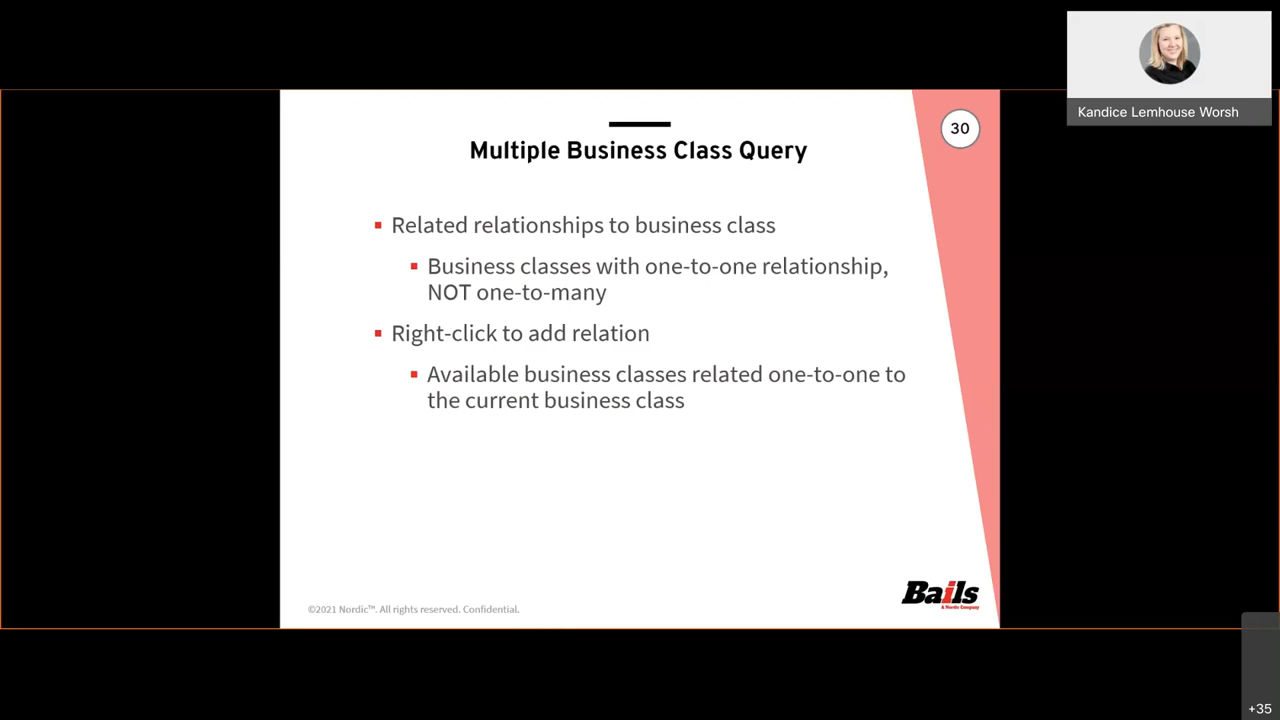 Kandice Lemhouse Worsh
30
Multiple Business Class Query
▪ Related relationships to business class
▪ Business classes with one-to-one relationship,
NOT one-to-many
▪ Right-click to add relation
▪ Available business classes related one-to-one to
the current business class
©2021 Nordic™. All rights reserved. Confidential.
Bails
A Nordic Company
+35